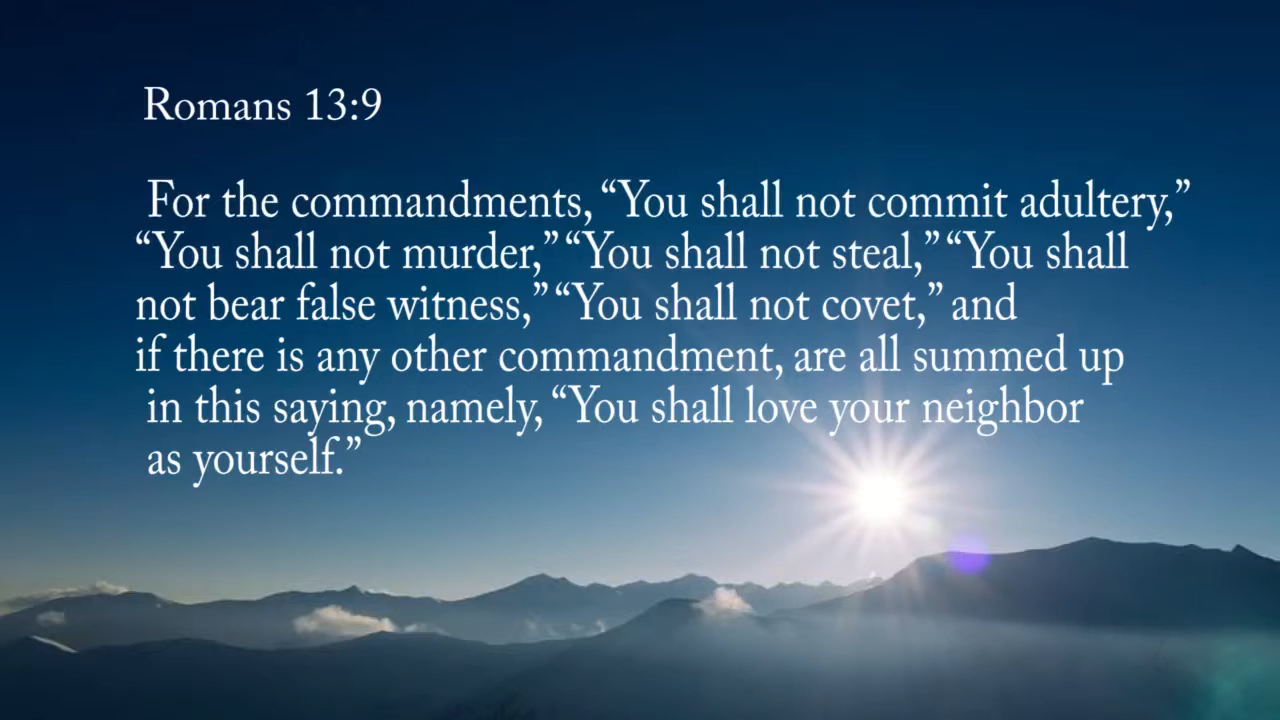 Romans 13:9
For the commandments, “You shall not commit adultery,”
“You shall not murder,” “You shall not steal,” “You shall
not bear false witness,” “You shall not covet,” and
if there is any other commandment, are all summed up
in this saying, namely, “You shall love your neighbor
as yourself.”